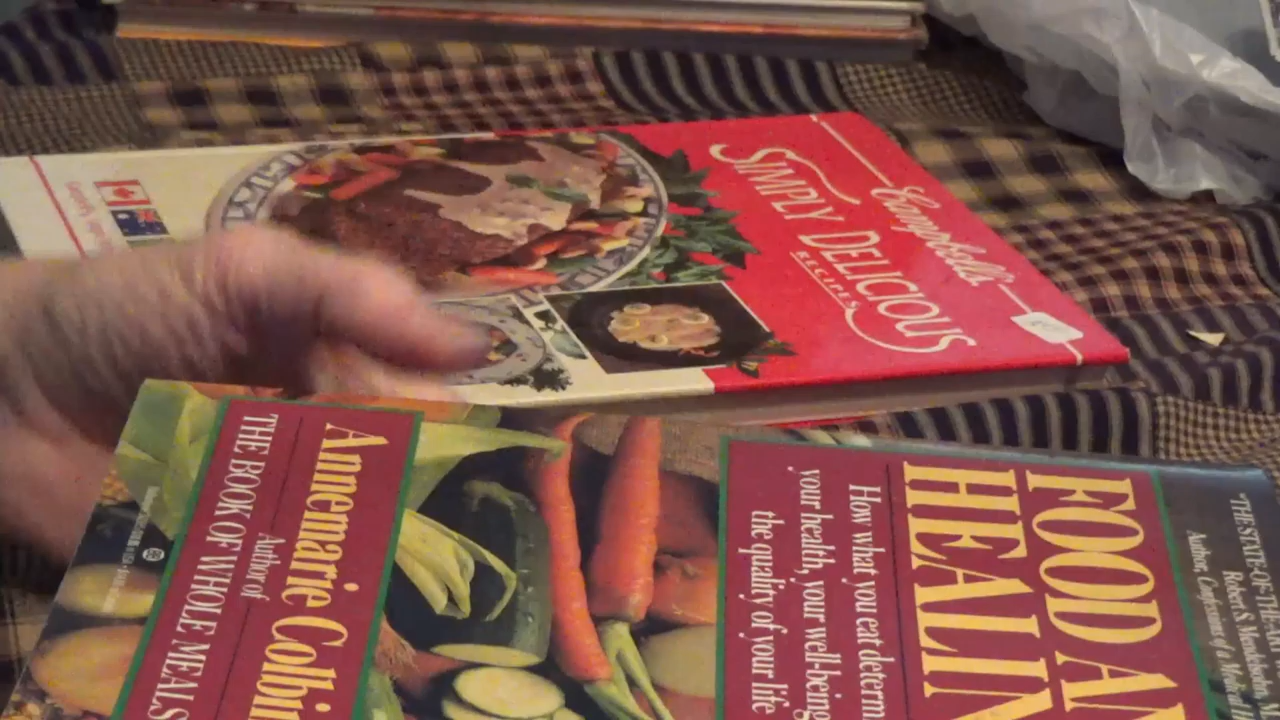 Campbell's
SIMPLY DELICIOUS
RECIPES
"THE STATE-OF-THE-ART
Robert S. Mendelsohn, M
Author, Confessions of a Medical
FOOD AN
HEALIN
How what you eat determ
your health, your well-being
the quality of your life
Annemarie Colbin
Author of
THE BOOK OF WHOLE MEALS